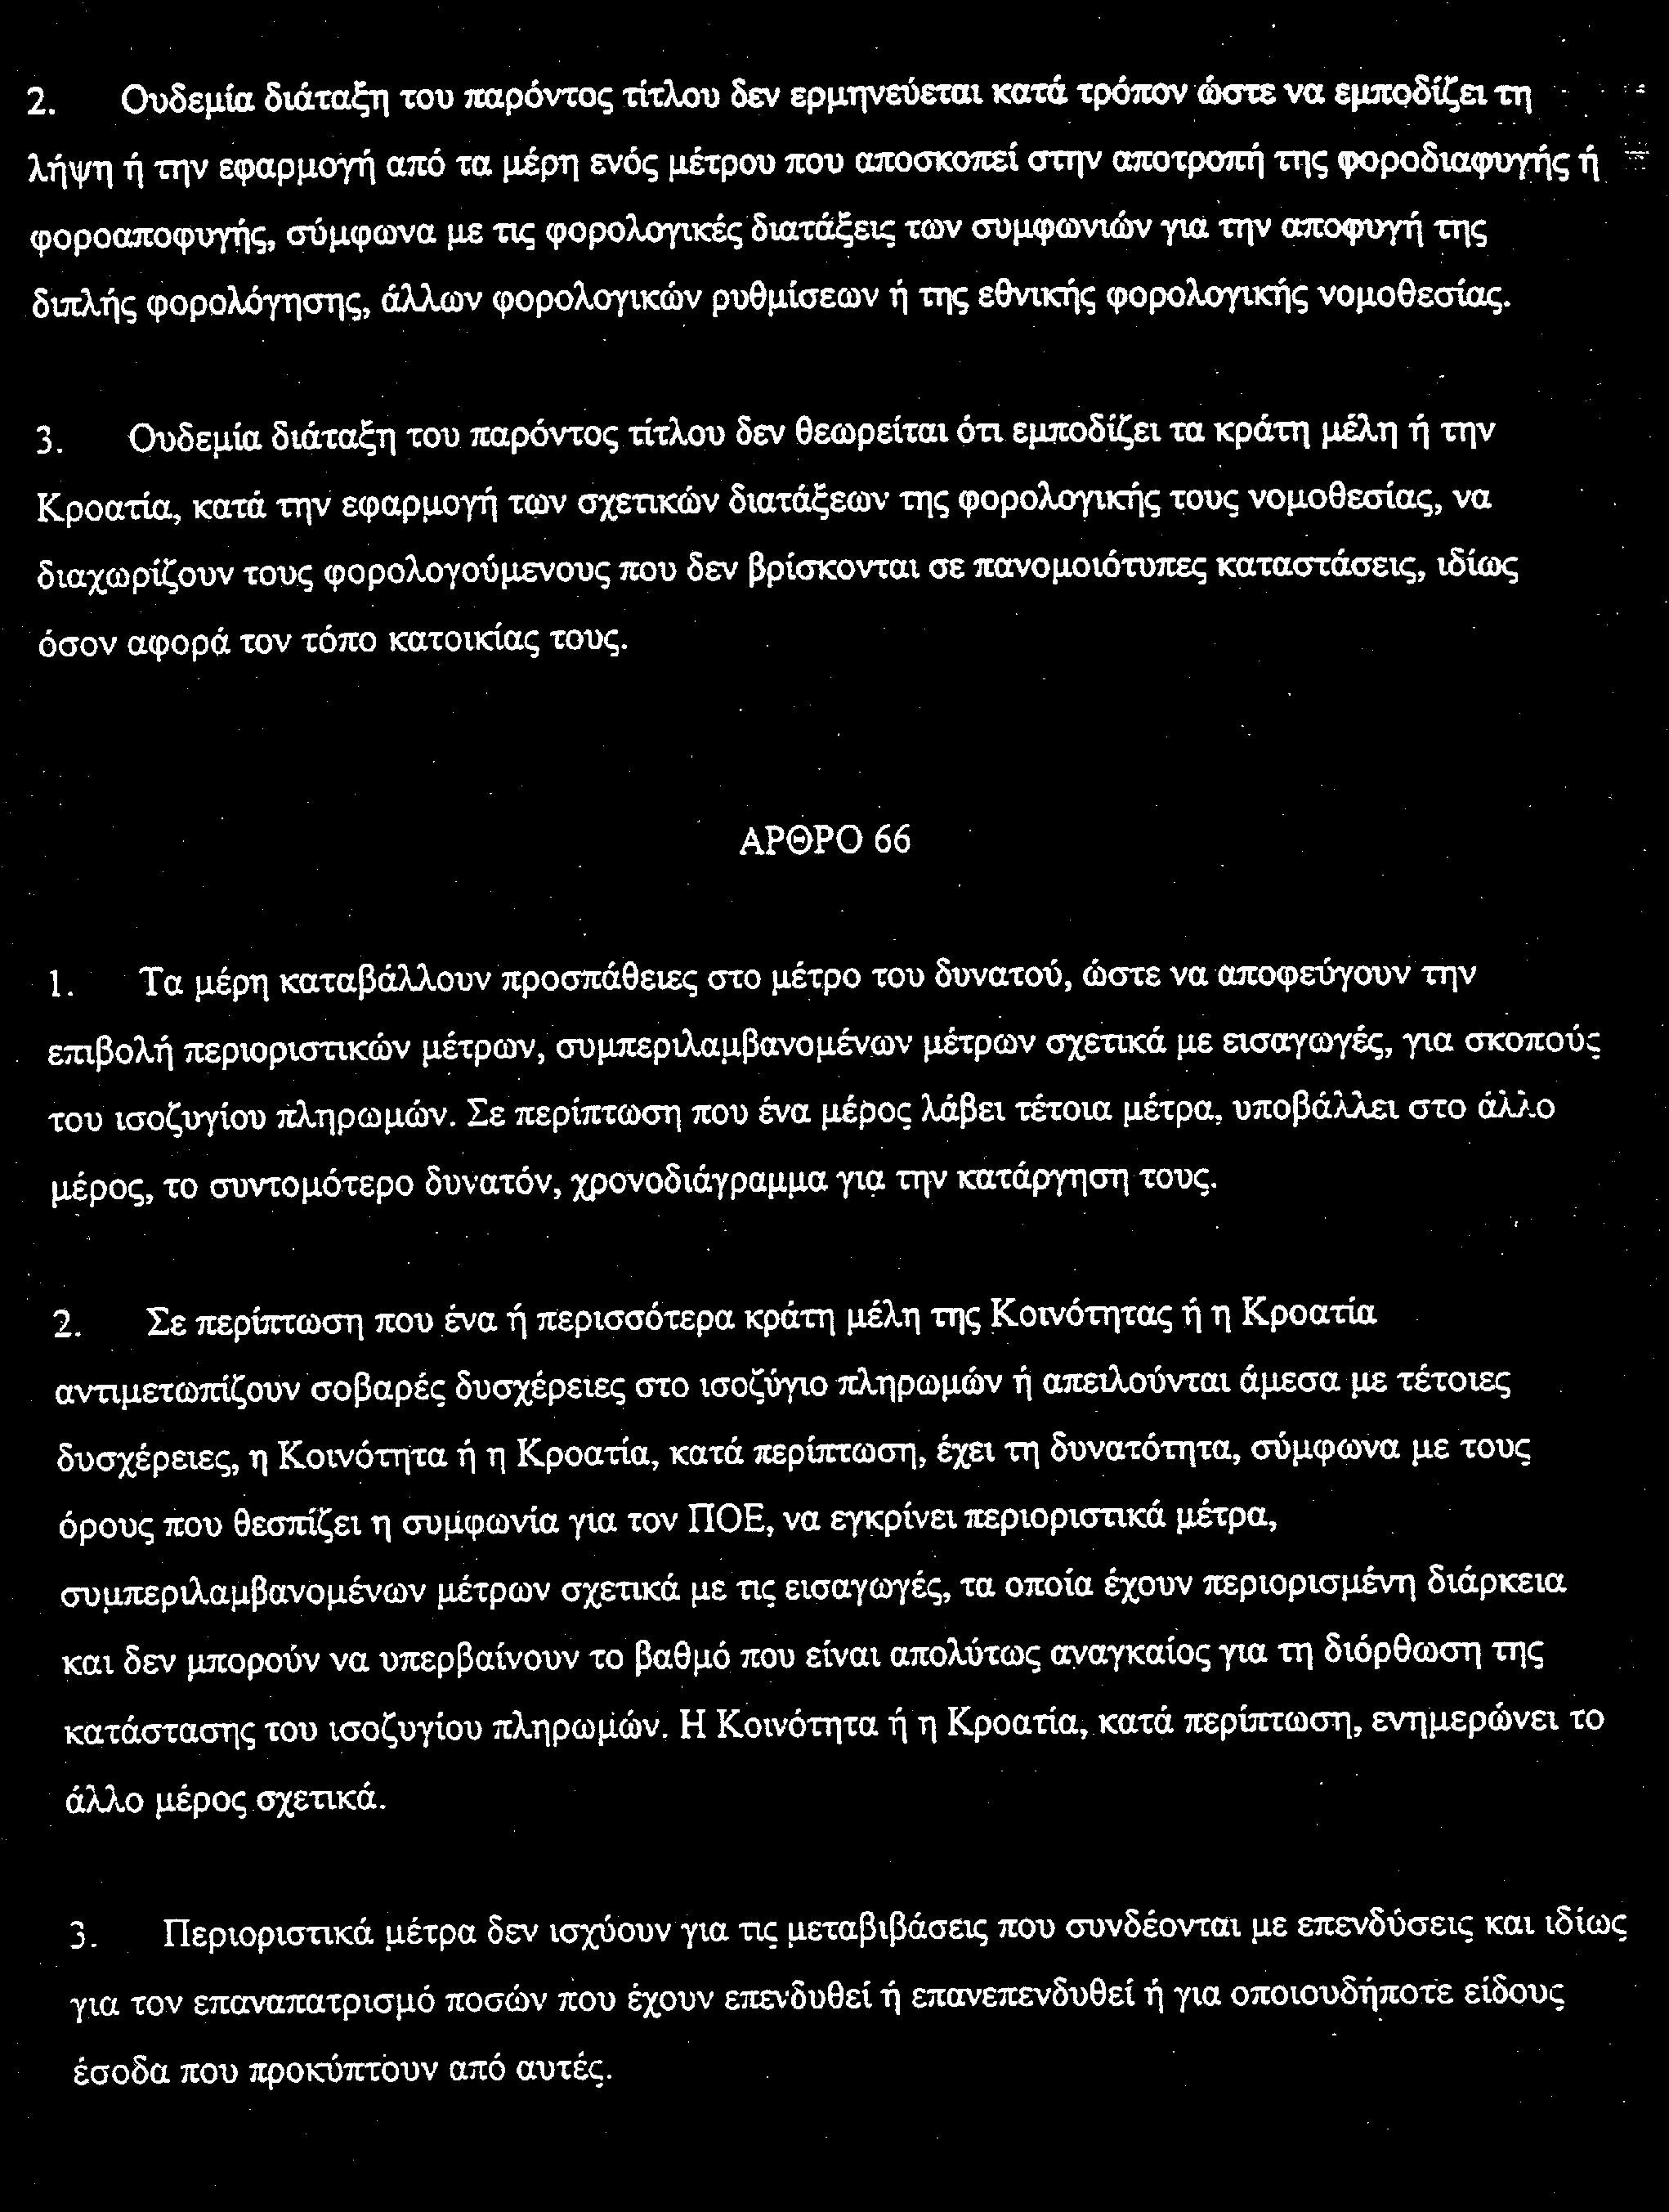 2. Ουδεμία διάταξη του παρόντος τίτλου δεν ερμηνεύεται κατά τρόπον ώστε να εμποδίζει τη
λήψη ή την εφαρμογή από τα μέρη ενός μέτρου που αποσκοπεί στην αποτροπή της φοροδιαφυγής ή
φοροαποφυγής, σύμφωνα με τις φορολογικές διατάξεις των συμφωνιών για την αποφυγή της
διπλής φορολόγησης, άλλων φορολογικών ρυθμίσεων ή της εθνικής φορολογικής νομοθεσίας.
3. Ουδεμία διάταξη του παρόντος τίτλου δεν θεωρείται ότι εμποδίζει τα κράτη μέλη ή την
Κροατία, κατά την εφαρμογή των σχετικών διατάξεων της φορολογικής τους νομοθεσίας, να
διαχωρίζουν τους φορολογούμενους που δεν βρίσκονται σε πανομοιότυπες καταστάσεις, ιδίως
όσον αφορά τον τόπο κατοικίας τους.
ΑΡΘΡΟ 66
1. Τα μέρη καταβάλλουν προσπάθειες στο μέτρο του δυνατού, ώστε να αποφεύγουν την
επιβολή περιοριστικών μέτρων, συμπεριλαμβανομένων μέτρων σχετικά με εισαγωγές, για σκοπούς
του ισοζυγίου πληρωμών. Σε περίπτωση που ένα μέρος λάβει τέτοια μέτρα, υποβάλλει στο άλλο
μέρος, το συντομότερο δυνατόν, χρονοδιάγραμμα για την κατάργηση τους.
2. Σε περίπτωση που ένα ή περισσότερα κράτη μέλη της Κοινότητας ή η Κροατία
αντιμετωπίζουν σοβαρές δυσχέρειες στο ισοζύγιο πληρωμών ή απειλούνται άμεσα με τέτοιες
δυσχέρειες, η Κοινότητα ή η Κροατία, κατά περίπτωση, έχει τη δυνατότητα, σύμφωνα με τους
όρους που θεσπίζει η συμφωνία για τον ΠΟΕ, να εγκρίνει περιοριστικά μέτρα,
συμπεριλαμβανομένων μέτρων σχετικά με τις εισαγωγές, τα οποία έχουν περιορισμένη διάρκεια
και δεν μπορούν να υπερβαίνουν το βαθμό που είναι απολύτως αναγκαίος για τη διόρθωση της
κατάστασης του ισοζυγίου πληρωμών. Η Κοινότητα ή η Κροατία, κατά περίπτωση, ενημερώνει το
άλλο μέρος σχετικά.
3. Περιοριστικά μέτρα δεν ισχύουν για τις μεταβιβάσεις που συνδέονται με επενδύσεις και ιδίως
για τον επαναπατρισμό ποσών που έχουν επενδυθεί ή επανεπενδυθεί ή για οποιουδήποτε είδους
έσοδα που προκύπτουν από αυτές.